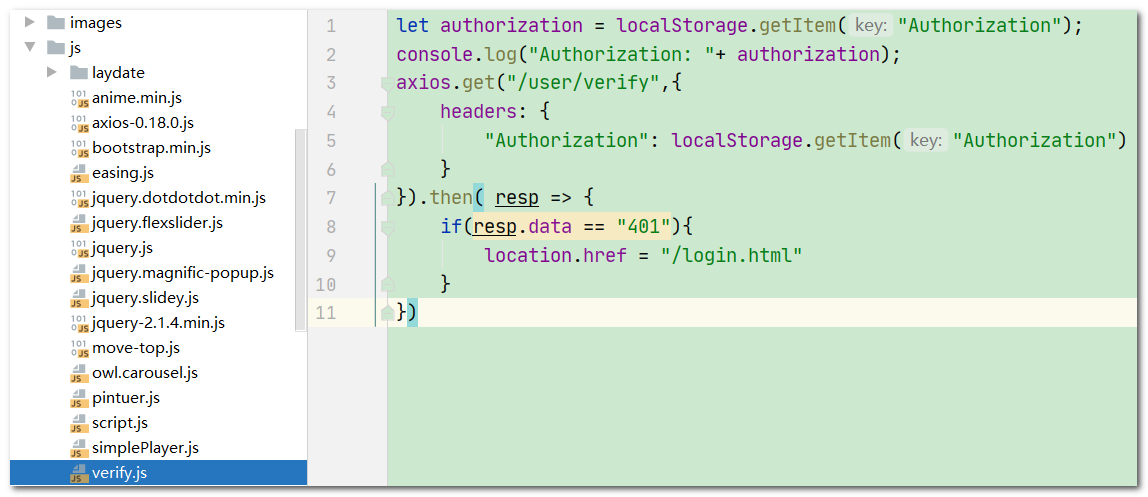 images
js
laydate
anime.min.js
axios-0.18.0.js
bootstrap.min.js
easing.js
jquery.dotdotdot.min.js
jquery.flexslider.js
jquery.js
jquery.magnific-popup.js
jquery.slidey.js
jquery-2.1.4.min.js
move-top.js
owl.carousel.js
pintuer.js
script.js
simplePlayer.js
verify.js
1 let authorization = localStorage.getItem( key: "Authorization");
2 console.log("Authorization: "+ authorization);
3 axios.get("/user/verify",{
4     headers: {
5         "Authorization": localStorage.getItem( key: "Authorization")
6     }
7 }).then( resp => {
8     if(resp.data == "401"){
9         location.href = "/login.html"
10     }
11 })